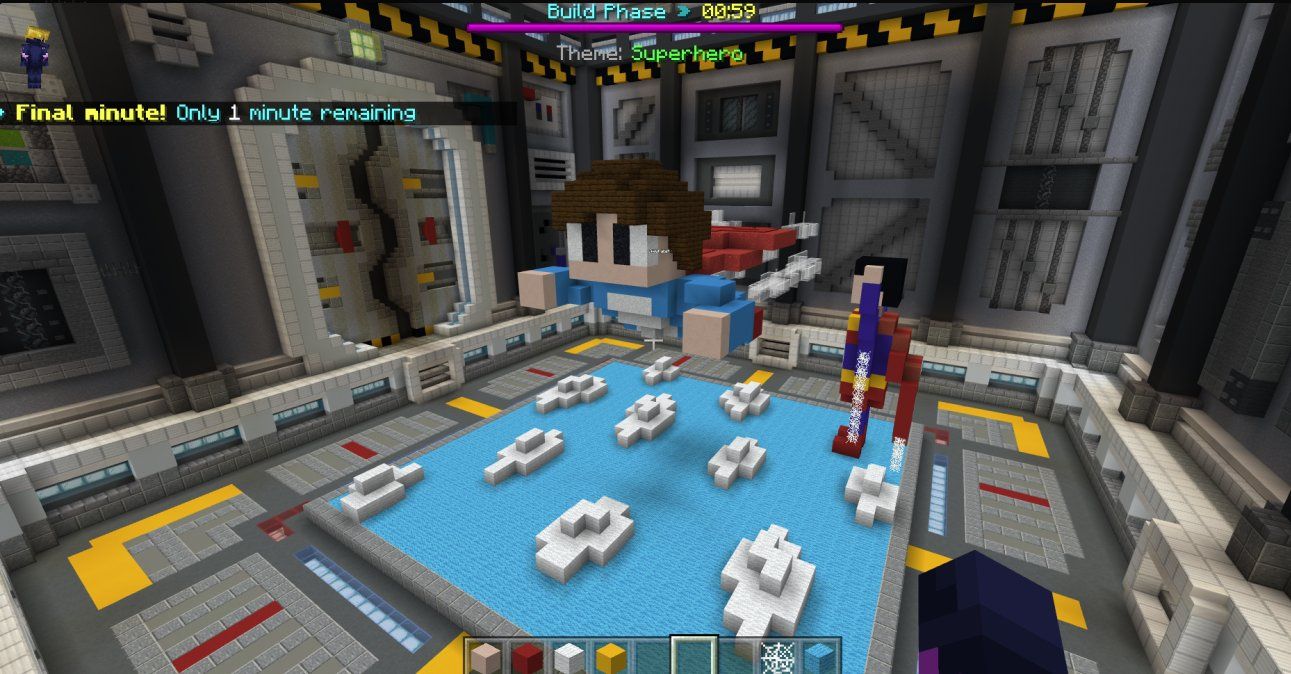 Build Phase > 00:59
Theme: Superhero
Final minute! Only 1 minute remaining